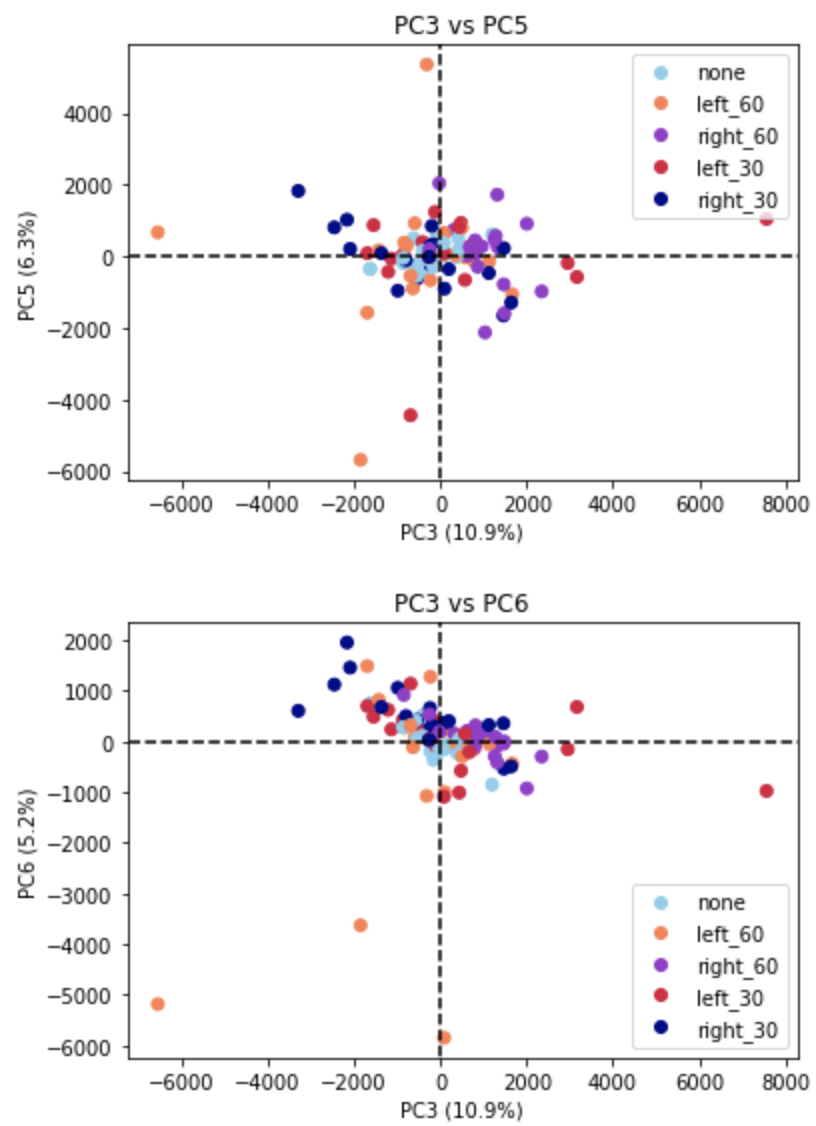 PC3 vs PC5
none
left_60
right_60
left_30
right_30
4000
2000
0
−2000
−4000
−6000
PC5 (6.3%)
−6000 −4000 −2000 0 2000 4000 6000 8000
PC3 (10.9%)
PC3 vs PC6
2000
1000
0
−1000
−2000
−3000
−4000
−5000
−6000
PC6 (5.2%)
none
left_60
right_60
left_30
right_30
−6000 −4000 −2000 0 2000 4000 6000 8000
PC3 (10.9%)